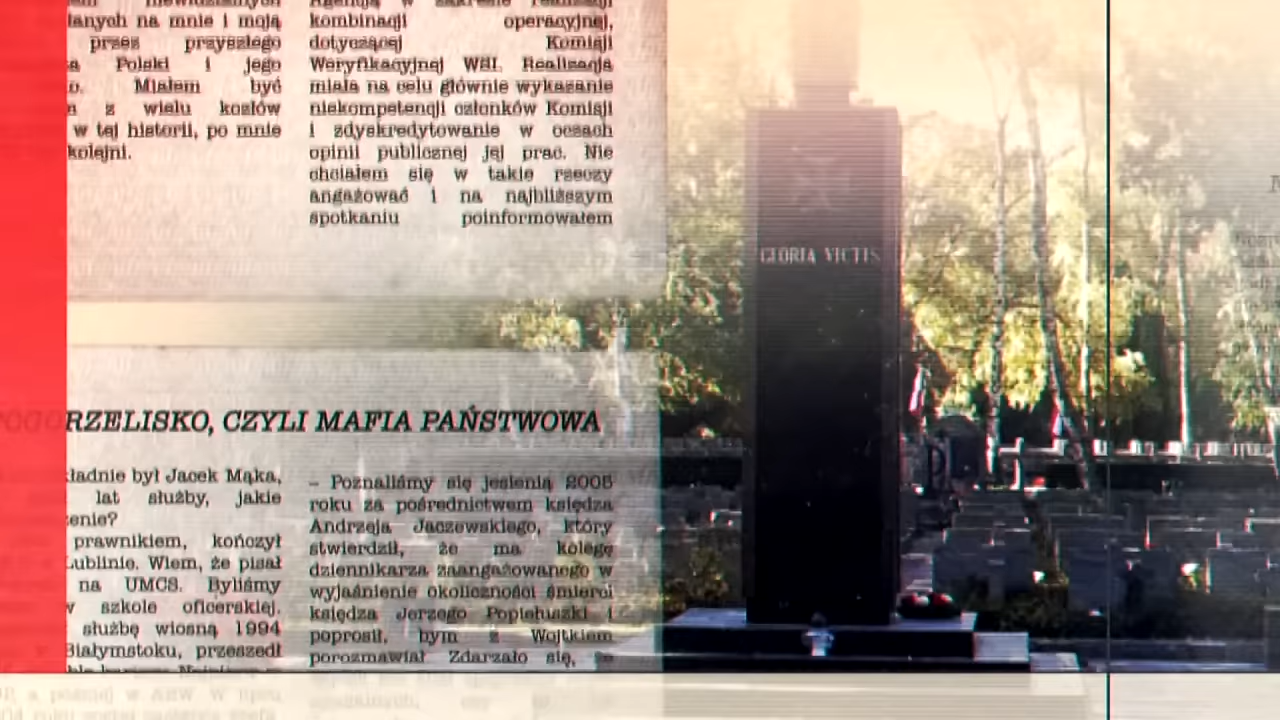 niewidzialnych
łanych na mnie i moją
przez przyszłego
Polski i jego
Miałem być
z wielu kozłów
w tej historii, po mnie
kolejni.
Agencją w zakresie realizacji
kombinacji operacyjnej,
dotyczącej Komisji
Weryfikacyjnej WSI. Realizacja
miała na celu głównie wykazanie
niekompetencji członków Komisji
i zdyskredytowanie w oczach
opinii publicznej jej prac. Nie
chciałem się w takie rzeczy
angażować i na najbliższym
spotkaniu poinformowałem
GLORIA VICTIS
POGORZELISKO, CZYLI MAFIA PAŃSTWOWA
ładnie był Jacek Mąka,
lat służby, jakie
enie?
prawnikiem, kończył
Lublinie. Wiem, że pisał
na UMCS. Byliśmy
w szkole oficerskiej.
służbę wiosną 1994
Białymstoku, przeszedł
– Poznaliśmy się jesienią 2005
roku za pośrednictwem księdza
Andrzeja Jaczewskiego, który
stwierdził, że ma kolegę
dziennikarza zaangażowanego w
wyjaśnienie okoliczności śmierci
księdza Jerzego Popiełuszki i
poprosił, bym z Wojtkiem
porozmawiał Zdarzało się, że